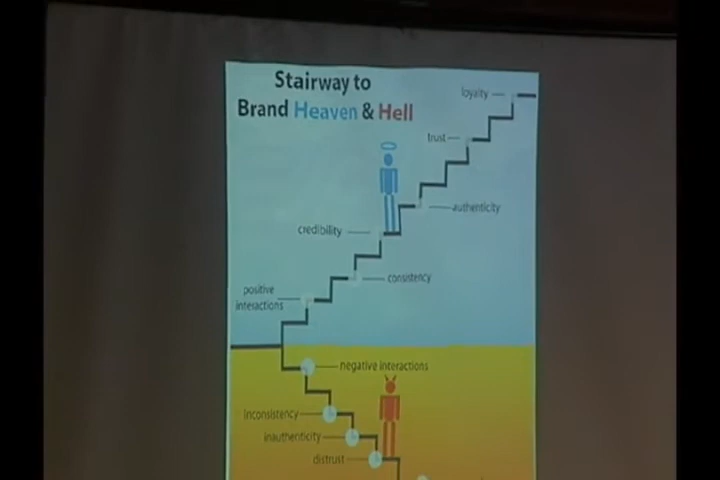 Stairway to
Brand Heaven & Hell
loyalty
trust
authenticity
credibility
consistency
positive
interactions
negative interactions
inconsistency
inauthenticity
distrust